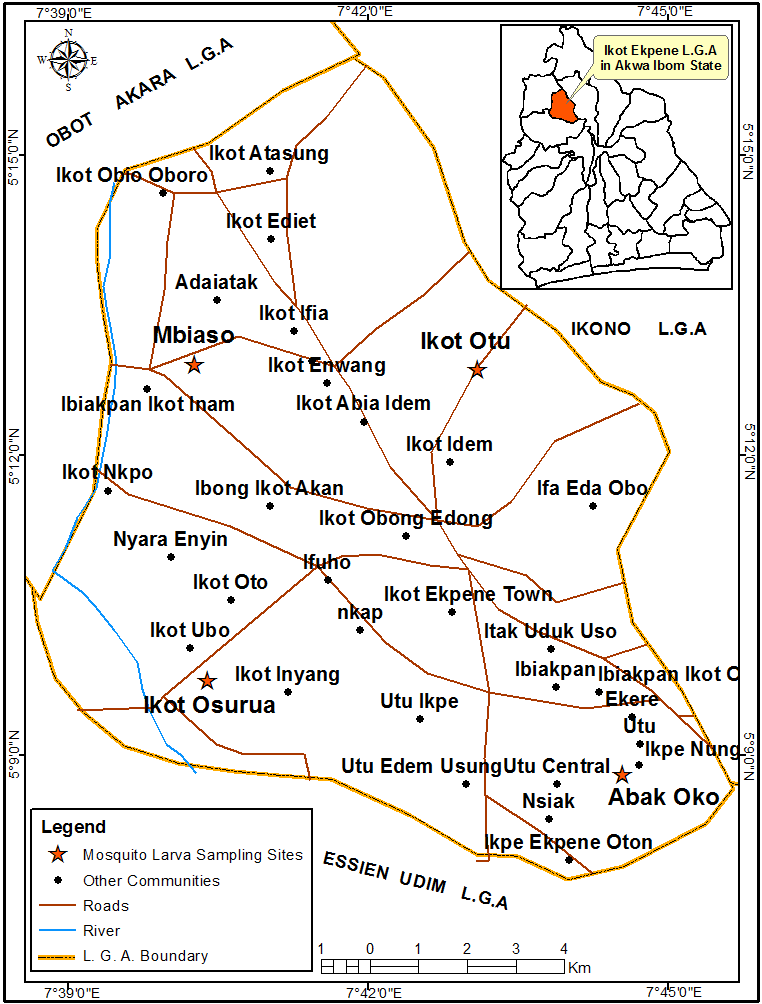 7°39'0"E
7°42'0"E
7°45'0"E
N
W
E
S
OBOT AKARA L.G.A
Ikot Ekpene L.G.A
in Akwa Ibom State
5°15'0"N
5°15'0"N
Ikot Atasung
Ikot Obio Oboro
Ikot Ediet
Adaiatak
Ikot Ifia
Mbiaso
Ikot Otu
IKONO L.G.A
Ikot Enwang
Ibiakpan Ikot Inam
Ikot Abia Idem
Ikot Idem
5°12'0"N
5°12'0"N
Ikot Nkpo
Ibong Ikot Akan
Ifa Eda Obo
Ikot Obong Edong
Nyara Enyin
Ifuho
Ikot Oto
Ikot Ekpene Town
nkap
Ikot Ubo
Itak Uduk Uso
Ikot Inyang
Ibiakpan
Ibiakpan Ikot O
Ikot Osurua
Utu Ikpe
Ekere
Utu
5°9'0"N
5°9'0"N
Ikpe Nung
Utu Edem Usung
Utu Central
Abak Oko
Nsiak
Ikpe Ekpene Oton
ESSIEN UDIM L.G.A
Legend
Mosquito Larva Sampling Sites
Other Communities
Roads
River
L. G. A. Boundary
1 0 1 2 3 4
Km
7°39'0"E
7°42'0"E
7°45'0"E